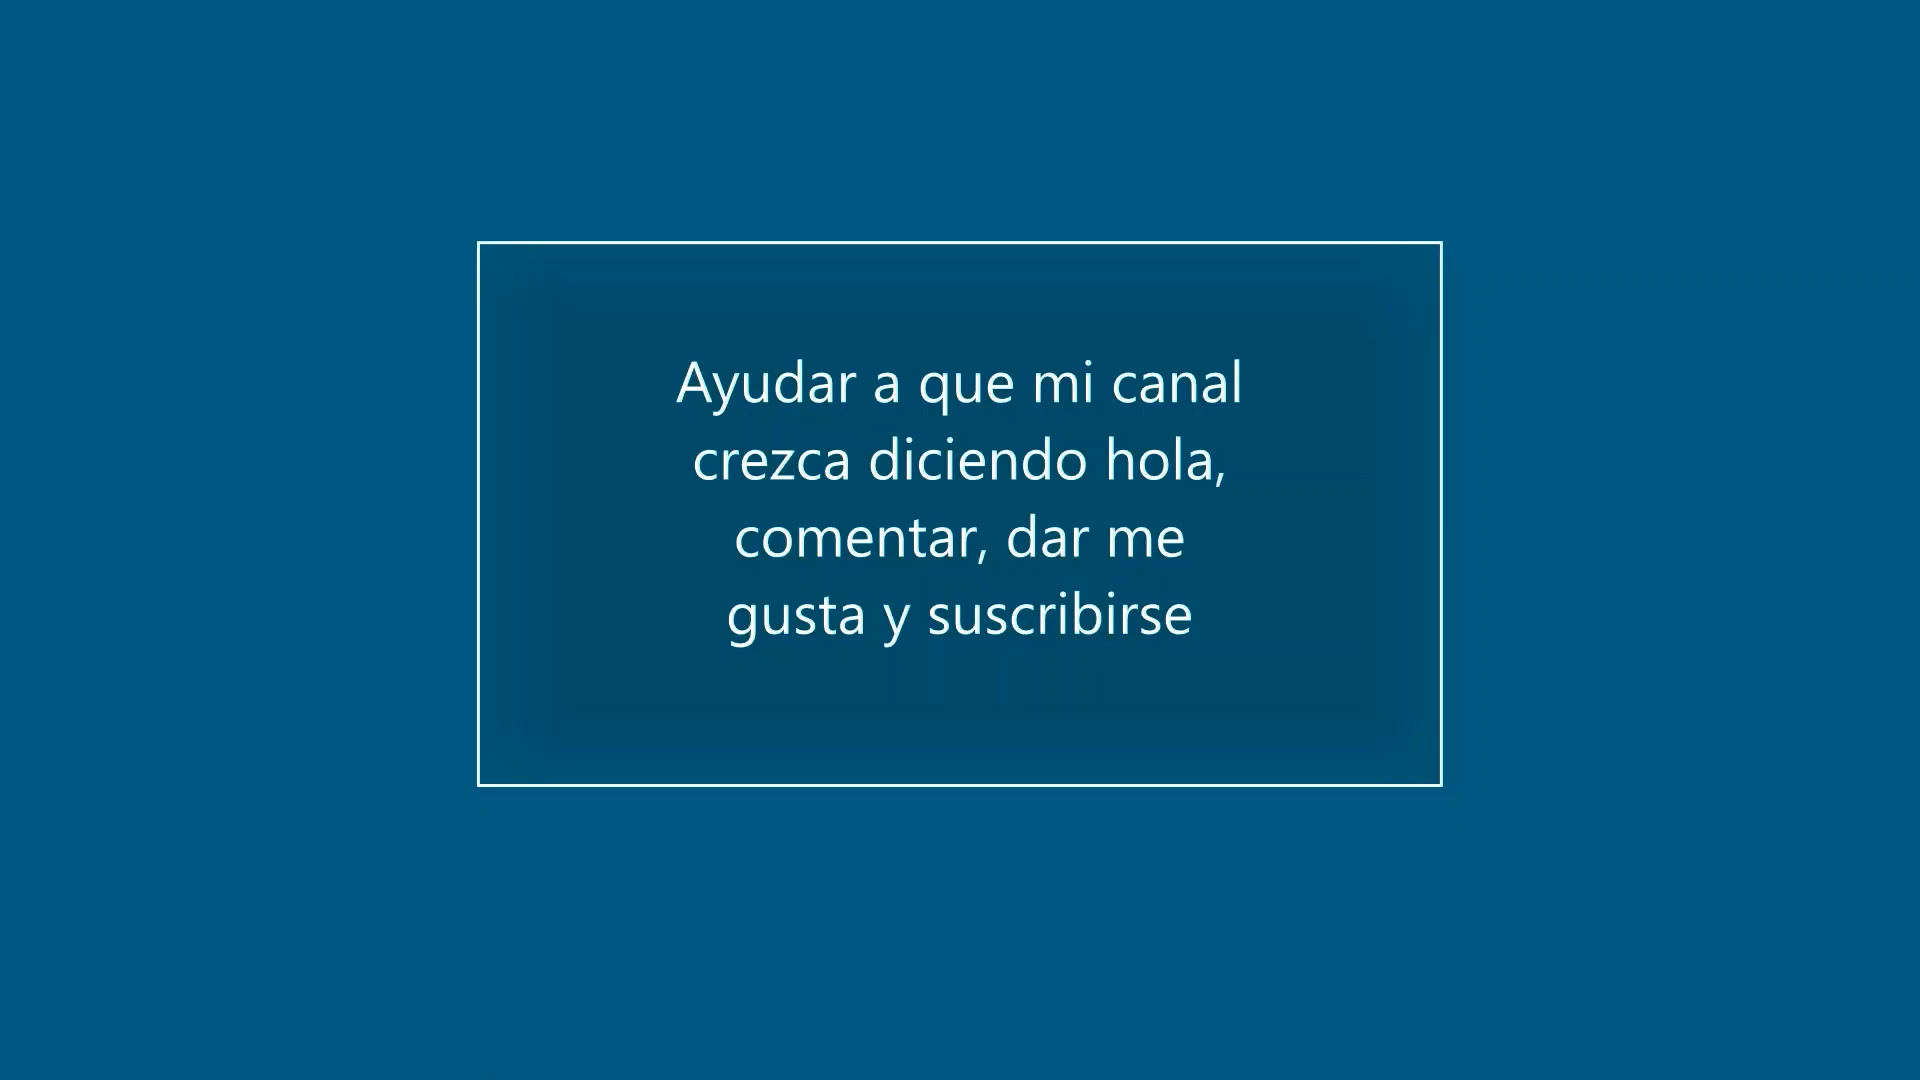 Ayudar a que mi canal
crezca diciendo hola,
comentar, dar me
gusta y suscribirse